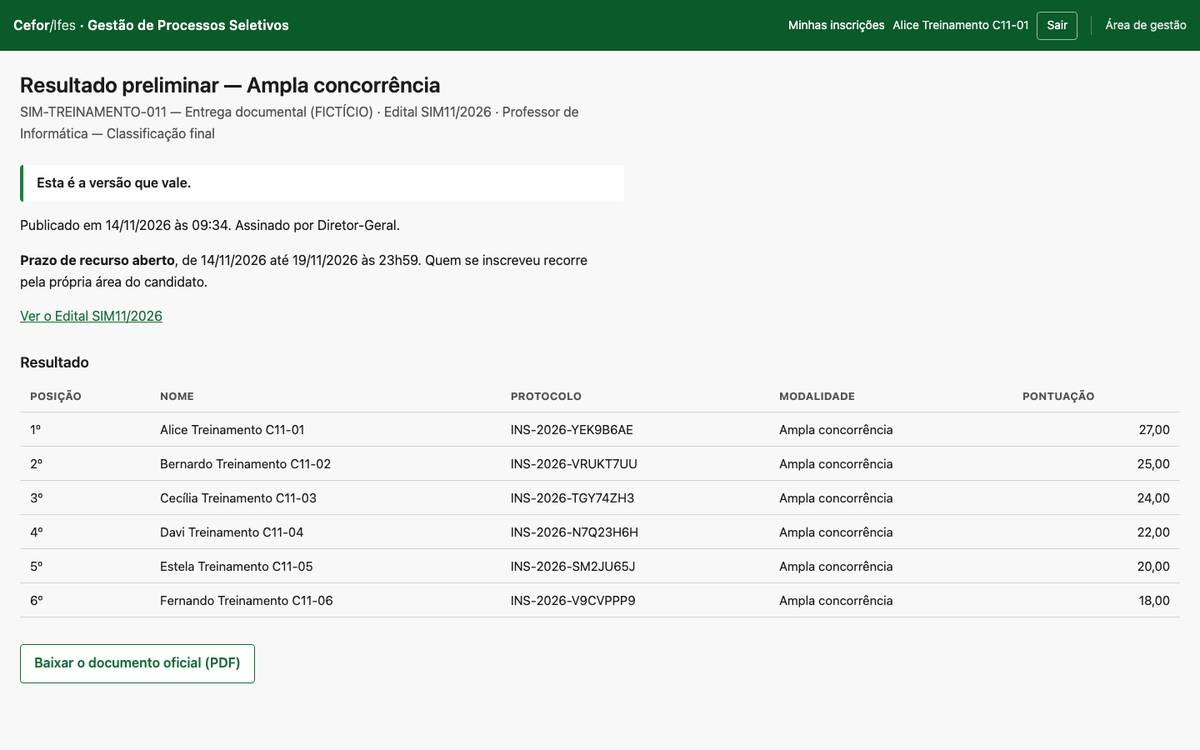 Cefor/Ifes · Gestão de Processos Seletivos
Minhas inscrições Alice Treinamento C11-01 Sair Área de gestão
Resultado preliminar — Ampla concorrência
SIM-TREINAMENTO-011 — Entrega documental (FICTÍCIO) · Edital SIM11/2026 · Professor de
Informática — Classificação final
Esta é a versão que vale.
Publicado em 14/11/2026 às 09:34. Assinado por Diretor-Geral.
Prazo de recurso aberto, de 14/11/2026 até 19/11/2026 às 23h59. Quem se inscreveu recorre
pela própria área do candidato.
Ver o Edital SIM11/2026
Resultado
POSIÇÃO NOME PROTOCOLO MODALIDADE PONTUAÇÃO
1º Alice Treinamento C11-01 INS-2026-YEK9B6AE Ampla concorrência 27,00
2º Bernardo Treinamento C11-02 INS-2026-VRUKT7UU Ampla concorrência 25,00
3º Cecília Treinamento C11-03 INS-2026-TGY74ZH3 Ampla concorrência 24,00
4º Davi Treinamento C11-04 INS-2026-N7Q23H6H Ampla concorrência 22,00
5º Estela Treinamento C11-05 INS-2026-SM2JU65J Ampla concorrência 20,00
6º Fernando Treinamento C11-06 INS-2026-V9CVPPP9 Ampla concorrência 18,00
Baixar o documento oficial (PDF)